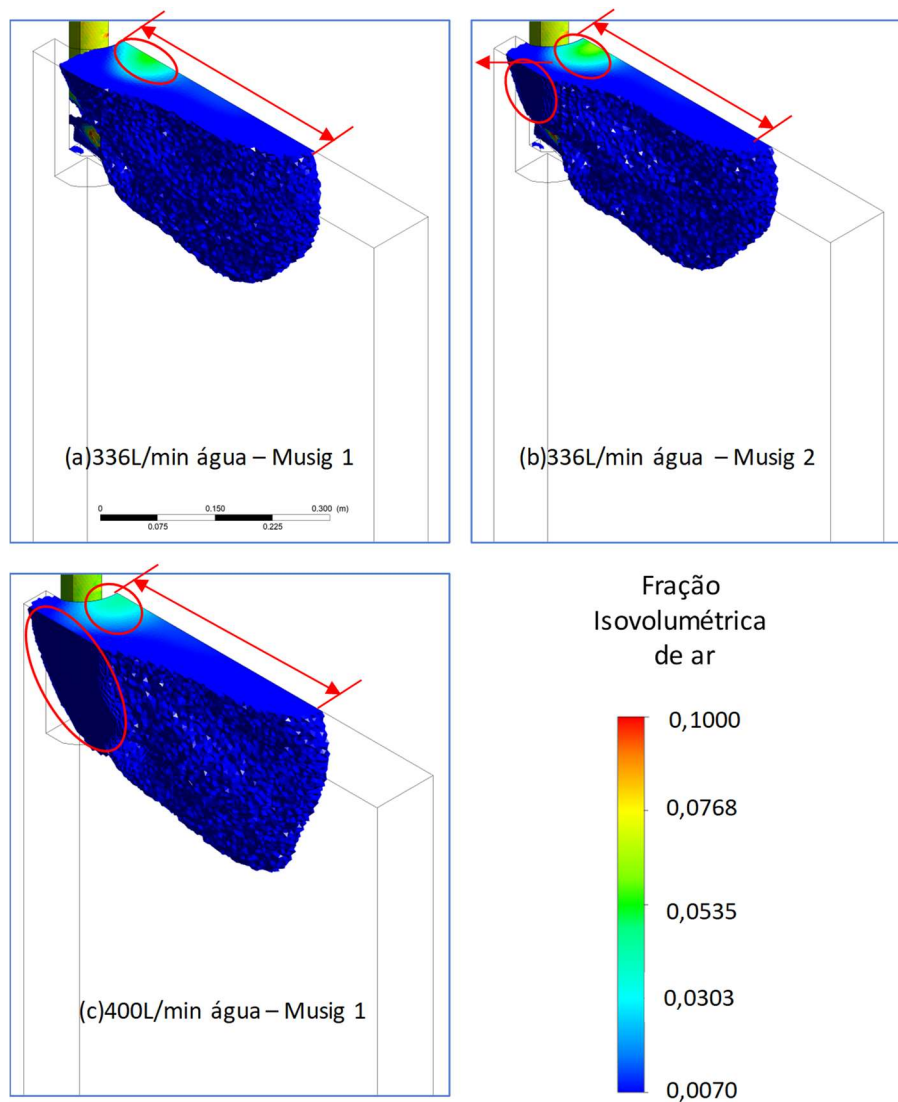 (a)336L/min água – Musig 1
0
0.150
0.300
(m)
0.075
0.225
(b)336L/min água – Musig 2
(c)400L/min água – Musig 1
Fração
Isovolumétrica
de ar
0,1000
0,0768
0,0535
0,0303
0,0070